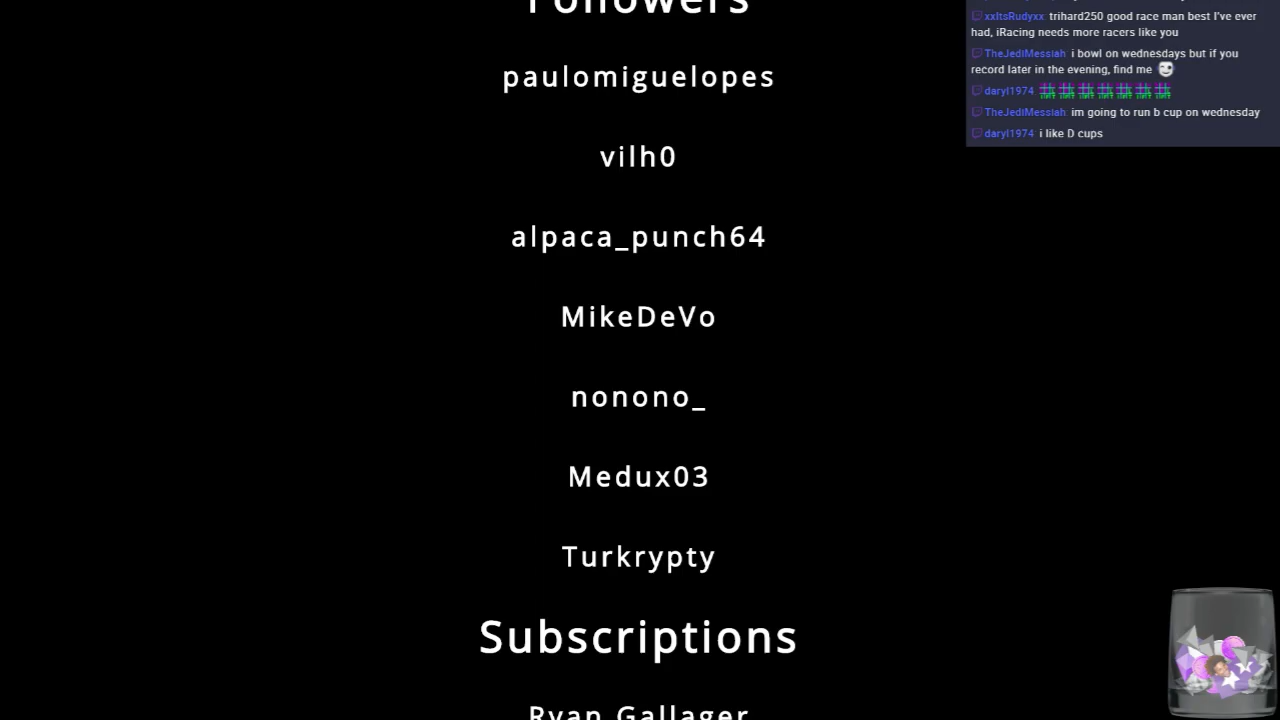 Followers
paulomiguelopes
vilh0
alpaca_punch64
MikeDeVo
nonono_
Medux03
Turkrypty
Subscriptions
Ryan Gallager
xxItsRudyxx trihard250 good race man best I've ever
had, iRacing needs more racers like you
TheJediMessiah i bowl on wednesdays but if you
record later in the evening, find me
daryl1974
TheJediMessiah im going to run b cup on wednesday
daryl1974 i like D cups